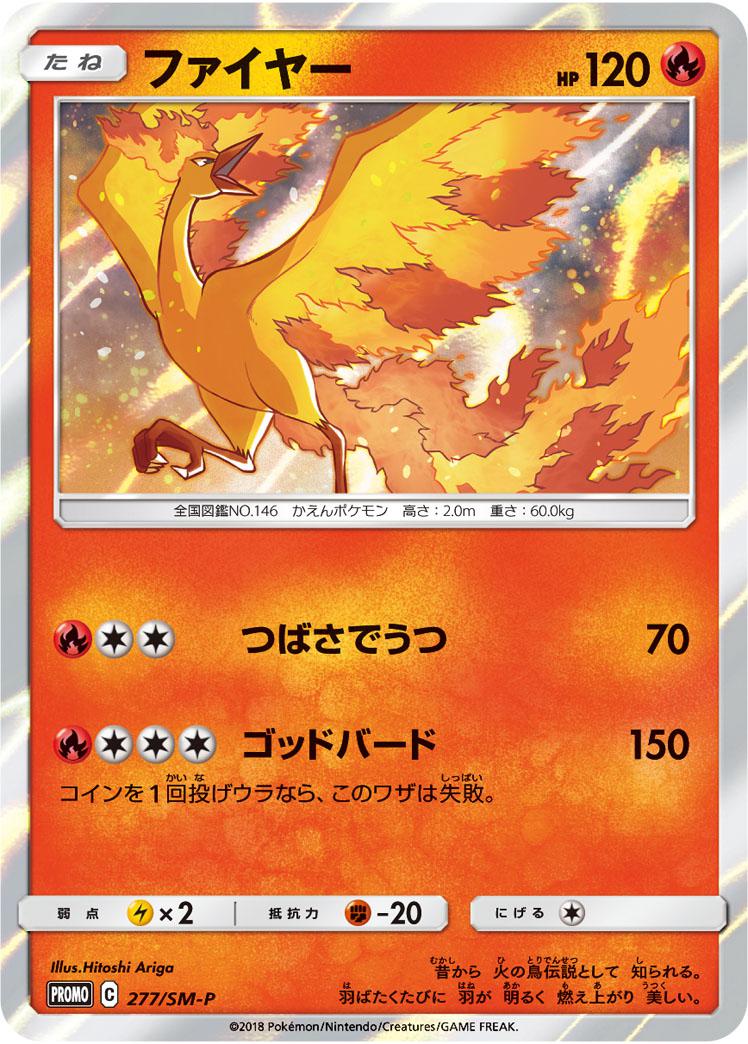 たね ファイヤー HP 120
全国図鑑NO.146 かえんポケモン 高さ:2.0m 重さ:60.0kg
つばさでうつ 70
ゴッドバード 150
コインを1回投げウラなら、このワザは失敗。
弱点 ×2 抵抗力 -20 にげる
Illus.Hitoshi Ariga
PROMO C 277/SM-P
昔から 火の鳥伝説として 知られる。
羽ばたくたびに 羽が 明るく 燃え上がり 美しい。
©2018 Pokémon/Nintendo/Creatures/GAME FREAK.